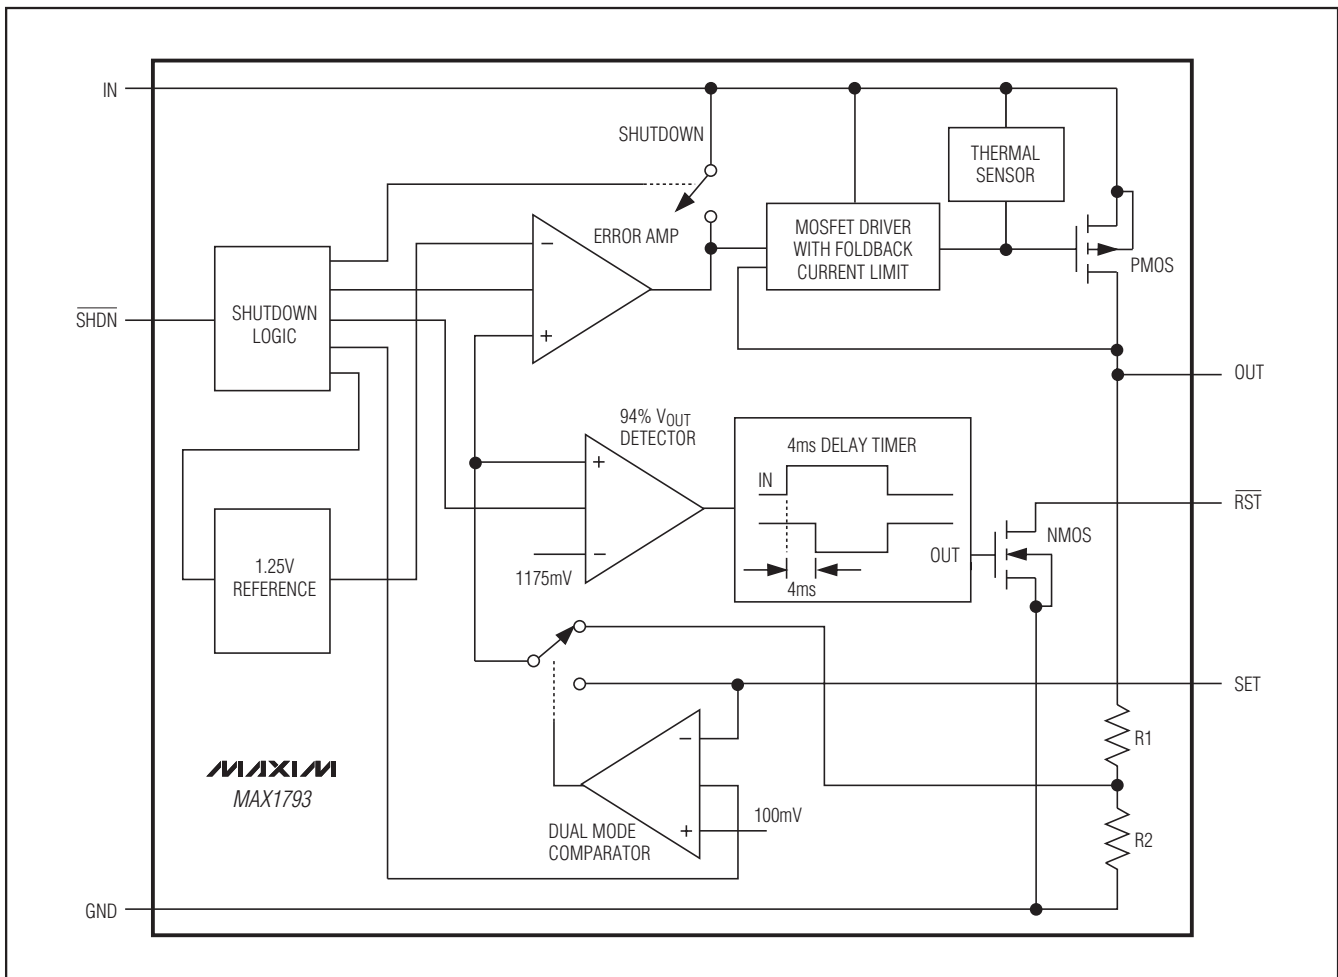 IN
SHUTDOWN
THERMAL
SENSOR
ERROR AMP
−
+
MOSFET DRIVER
WITH FOLDBACK
CURRENT LIMIT
PMOS
SHDN
SHUTDOWN
LOGIC
OUT
94% VOUT
DETECTOR
+
−
1175mV
4ms DELAY TIMER
IN
OUT
4ms
NMOS
RST
1.25V
REFERENCE
SET
−
+
100mV
R1
R2
MAXIM
MAX1793
DUAL MODE
COMPARATOR
GND